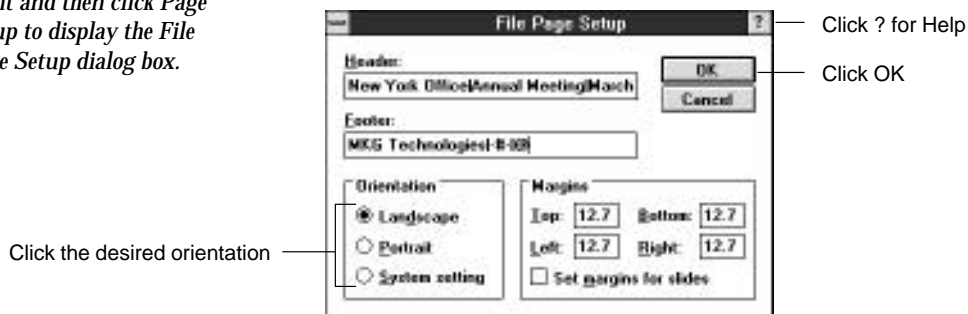 it and then click Page
up to display the File
e Setup dialog box.
File Page Setup
?
Click ? for Help
Header:
New York Office|Annual Meeting|March
OK
Click OK
Cancel
Footer:
MKG Technologies|-#-
Orientation
Margins
Landscape
Top: 12.7 Bottom: 12.7
Click the desired orientation
Portrait
Left: 12.7 Right: 12.7
System setting
Set margins for slides